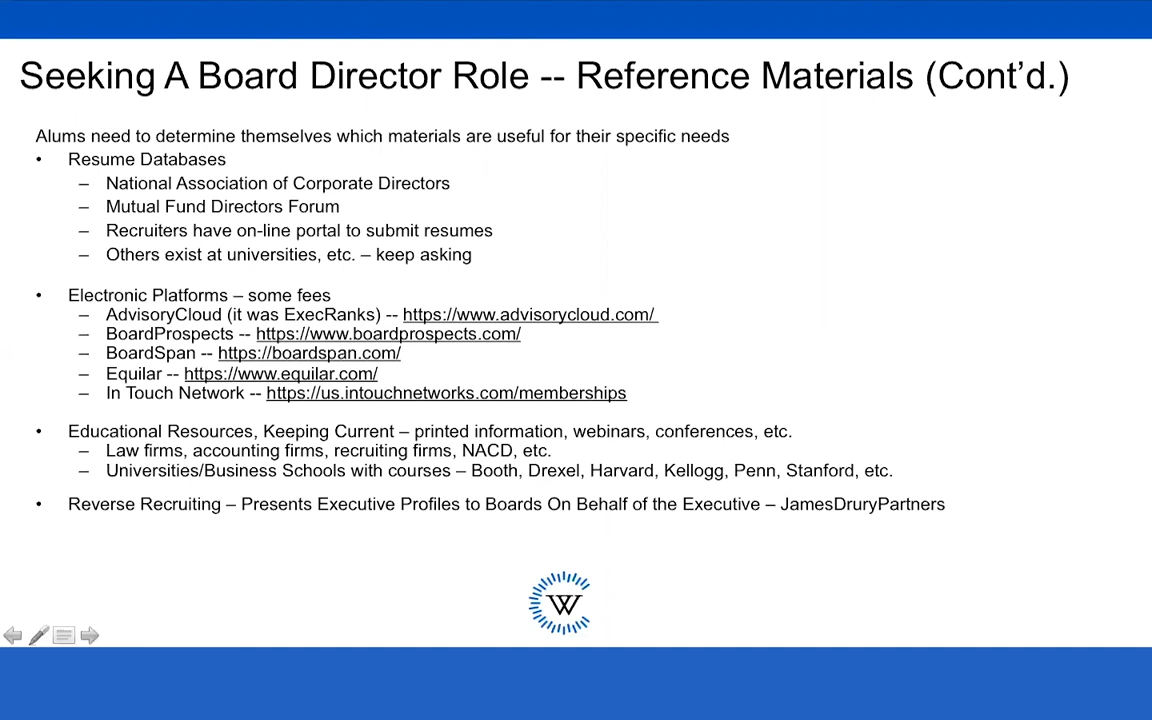 Seeking A Board Director Role -- Reference Materials (Cont’d.)
Alums need to determine themselves which materials are useful for their specific needs
• Resume Databases
– National Association of Corporate Directors
– Mutual Fund Directors Forum
– Recruiters have on-line portal to submit resumes
– Others exist at universities, etc. – keep asking
• Electronic Platforms – some fees
– AdvisoryCloud (it was ExecRanks) -- https://www.advisorycloud.com/
– BoardProspects -- https://www.boardprospects.com/
– BoardSpan -- https://boardspan.com/
– Equilar -- https://www.equilar.com/
– In Touch Network -- https://us.intouchnetworks.com/memberships
• Educational Resources, Keeping Current – printed information, webinars, conferences, etc.
– Law firms, accounting firms, recruiting firms, NACD, etc.
– Universities/Business Schools with courses – Booth, Drexel, Harvard, Kellogg, Penn, Stanford, etc.
• Reverse Recruiting – Presents Executive Profiles to Boards On Behalf of the Executive – JamesDruryPartners
W